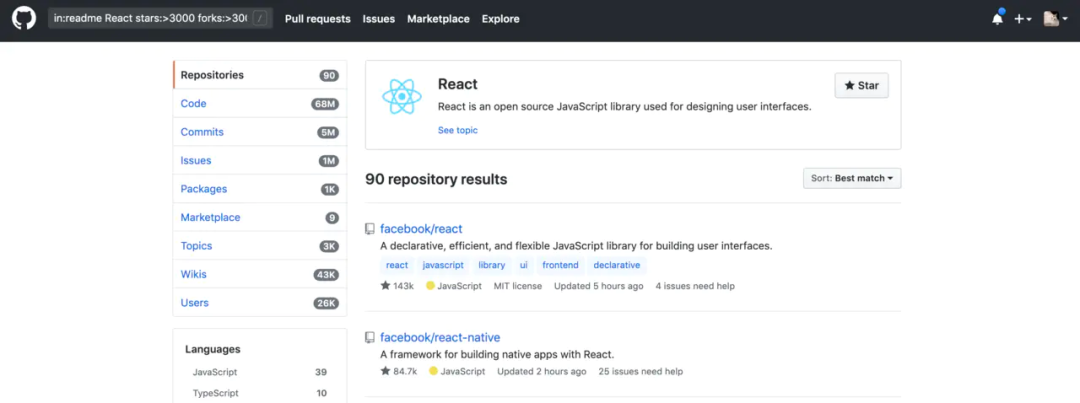 in:readme React stars:>3000 forks:>300 /
Pull requests Issues Marketplace Explore
Repositories 90
Code 68M
Commits 5M
Issues 1M
Packages 1K
Marketplace 9
Topics 3K
Wikis 43K
Users 26K
Languages
JavaScript 39
TypeScript 10
React
React is an open source JavaScript library used for designing user interfaces.
See topic
Star
90 repository results
Sort: Best match
facebook/react
A declarative, efficient, and flexible JavaScript library for building user interfaces.
react javascript library ui frontend declarative
143k JavaScript MIT license Updated 5 hours ago 4 issues need help
facebook/react-native
A framework for building native apps with React.
84.7k JavaScript Updated 2 hours ago 25 issues need help